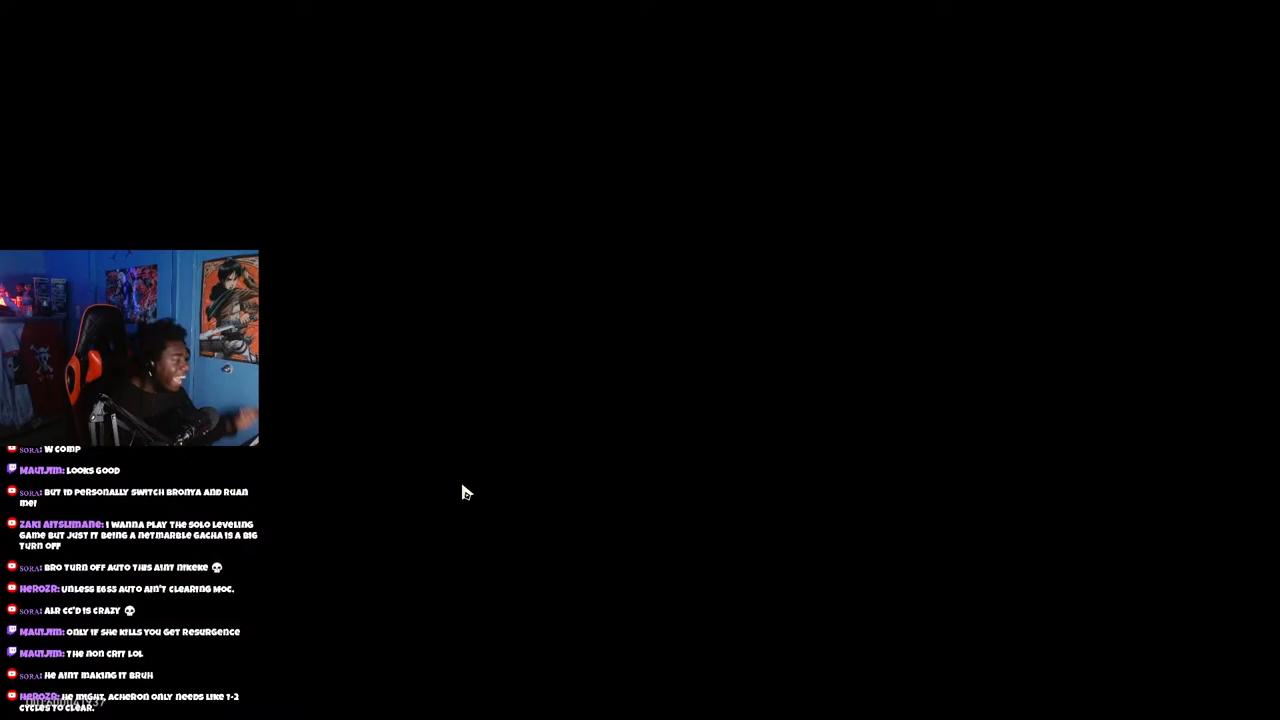 SORA: W COMP
MAUIJIM: LOOKS GOOD
SORA: BUT ID PERSONALLY SWITCH BRONYA AND RUAN
MEI
ZAKI AITSLIMANE: I WANNA PLAY THE SOLO LEVELING
GAME BUT JUST IT BEING A NETMARBLE GACHA IS A BIG
TURN OFF
SORA: BRO TURN OFF AUTO THIS AINT NIKEKE 💀
HEROZR: UNLESS E6S5 AUTO AIN'T CLEARING MOC.
SORA: ALR CC'D IS CRAZY 💀
MAUIJIM: ONLY IF SHE KILLS YOU GET RESURGENCE
MAUIJIM: THE NON CRIT LOL
SORA: HE AINT MAKING IT BRUH
HEROZR: HE MIGHT, ACHERON ONLY NEEDS LIKE 1-2
CYCLES TO CLEAR.